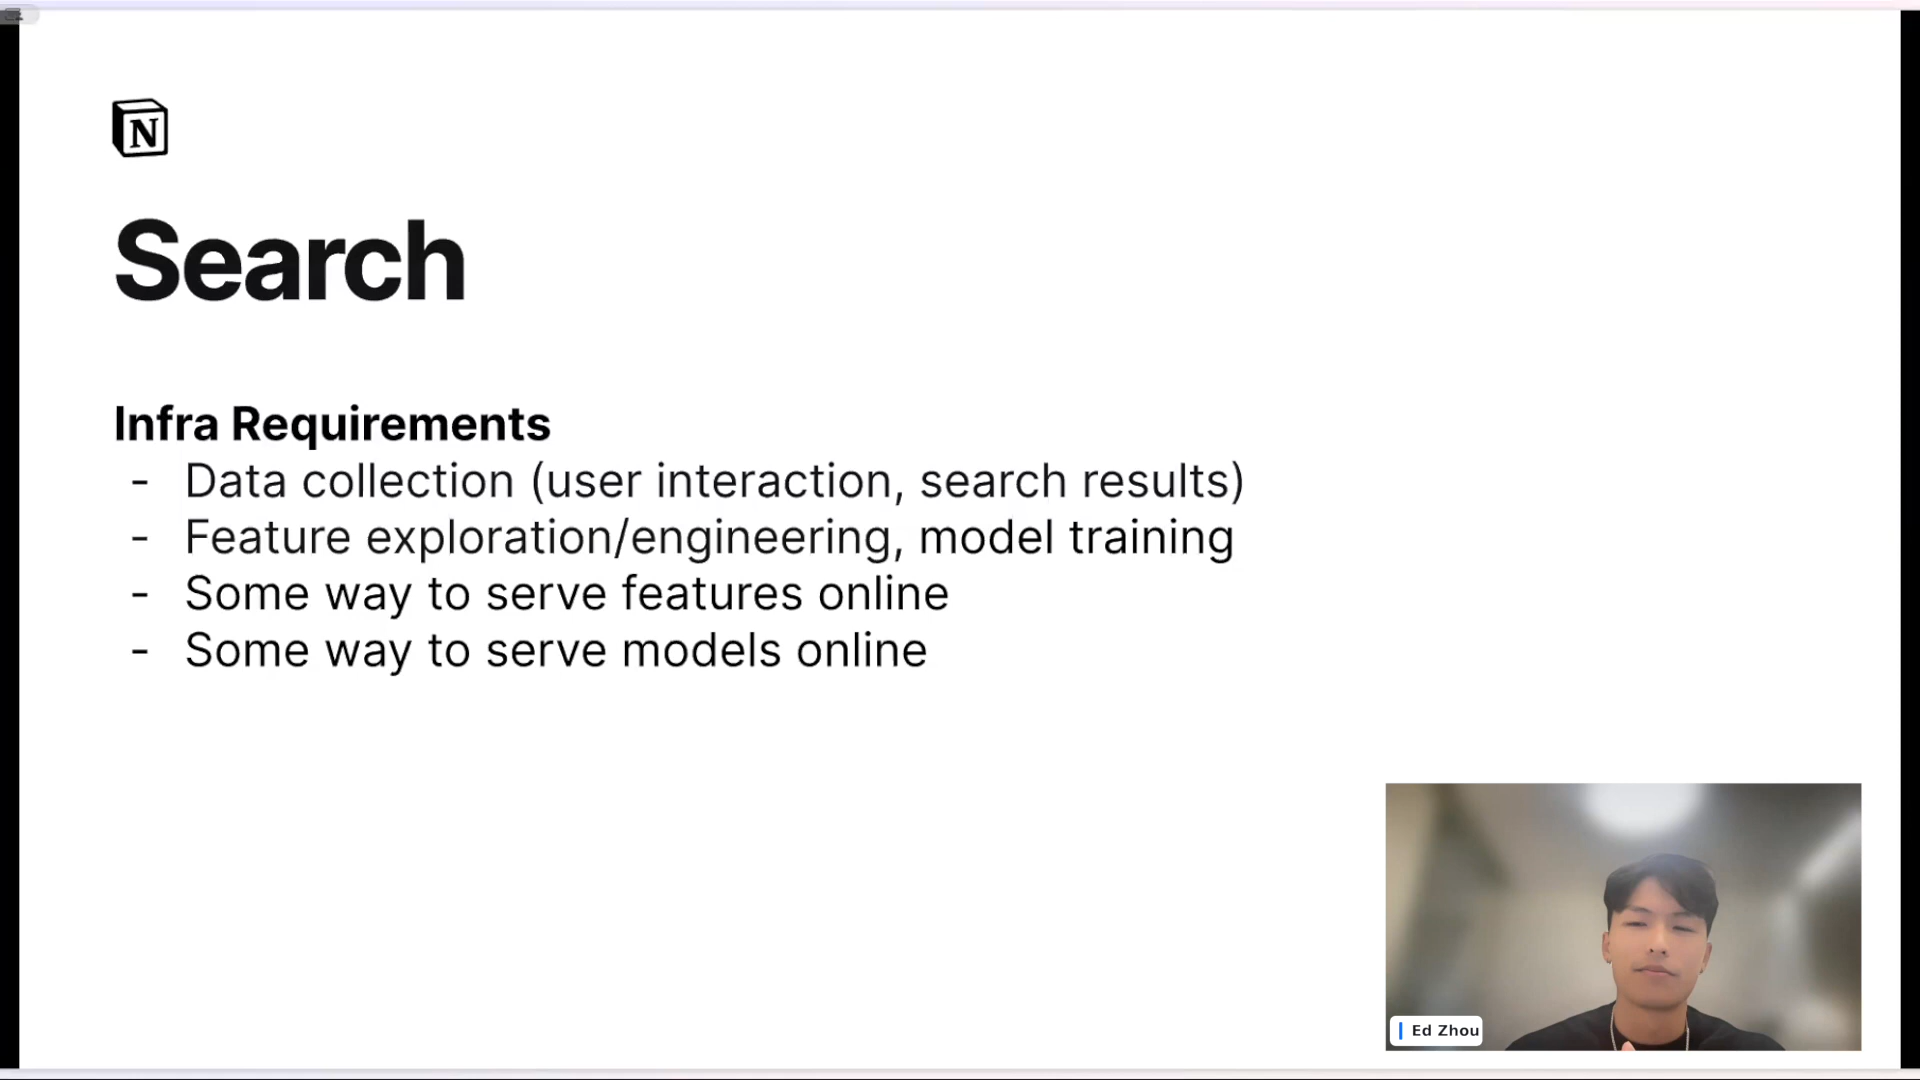 N
Search
Infra Requirements
- Data collection (user interaction, search results)
- Feature exploration/engineering, model training
- Some way to serve features online
- Some way to serve models online
Ed Zhou